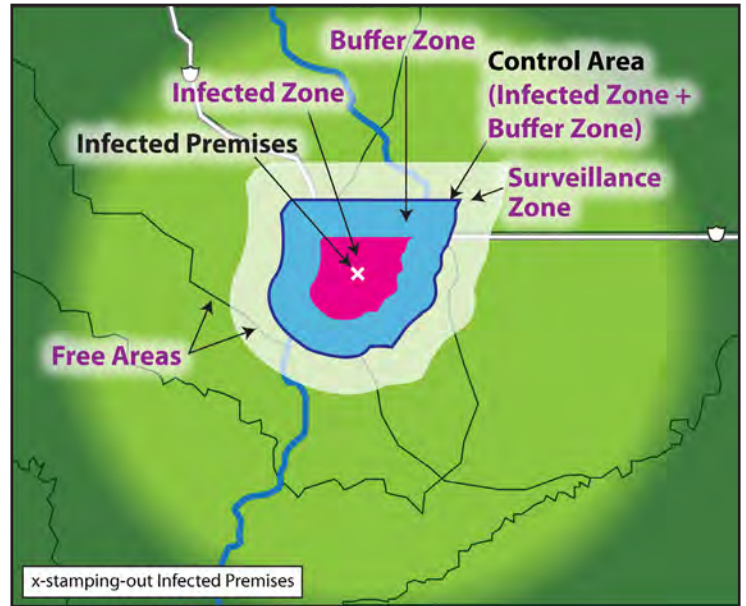 Buffer Zone
Control Area
(Infected Zone +
Buffer Zone)
Infected Zone
Infected Premises
Surveillance
Zone
Free Areas
x-stamping-out Infected Premises